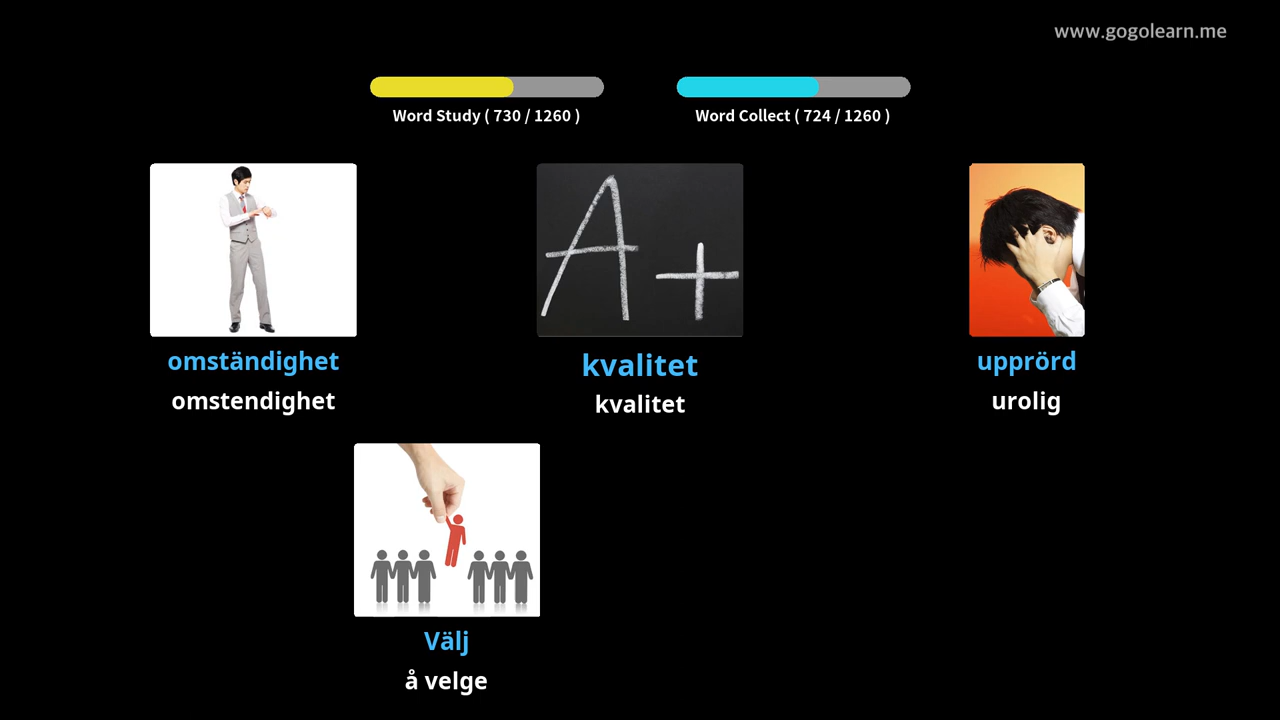 www.gogolearn.me
Word Study ( 730 / 1260 )
Word Collect ( 724 / 1260 )
A+
omständighet
kvalitet
upprörd
omstendighet
kvalitet
urolig
Välj
å velge